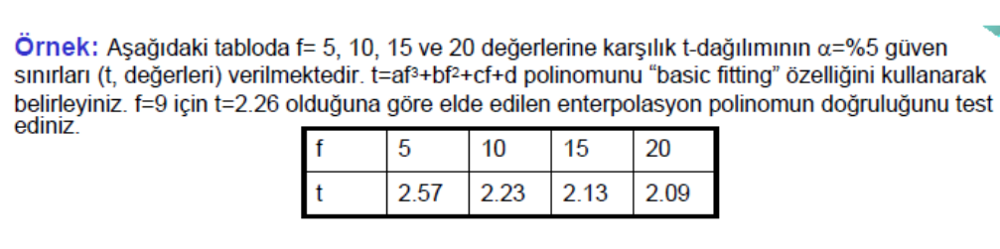 Örnek: Aşağıdaki tabloda f= 5, 10, 15 ve 20 değerlerine karşılık t-dağılımının α=%5 güven
sınırları (t, değerleri) verilmektedir. t=af³+bf²+cf+d polinomunu “basic fitting” özelliğini kullanarak
belirleyiniz. f=9 için t=2.26 olduğuna göre elde edilen enterpolasyon polinomun doğruluğunu test
ediniz.
f 5 10 15 20
t 2.57 2.23 2.13 2.09